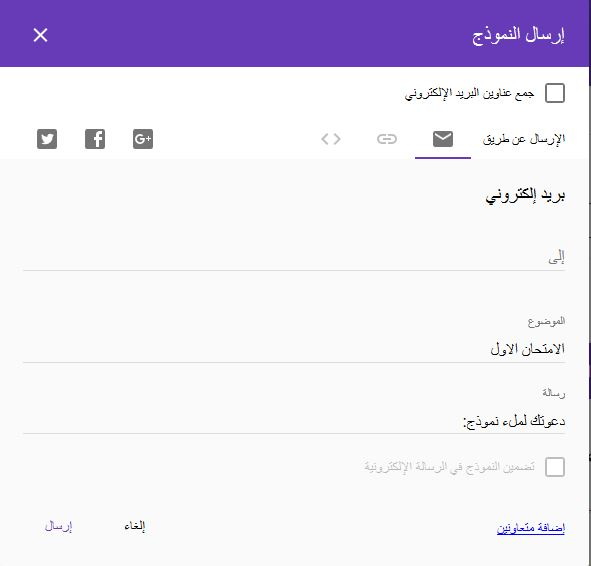 إرسال النموذج
جمع عناوين البريد الإلكتروني
الإرسال عن طريق
بريد إلكتروني
إلى
الموضوع
الامتحان الاول
رسالة
دعوتك لملء نموذج:
تضمين النموذج في الرسالة الإلكترونية
إضافة متعاونين إلغاء إرسال